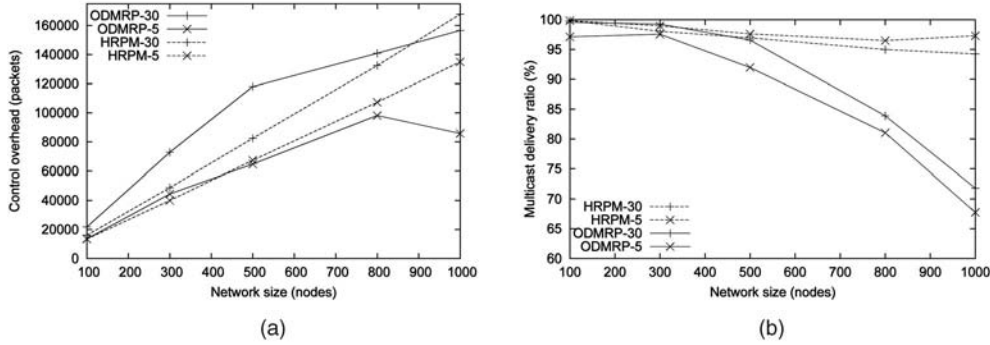 ODMRP-30
ODMRP-5
HRPM-30
HRPM-5
160000
140000
120000
100000
80000
60000
40000
20000
0
Control overhead (packets)
100 200 300 400 500 600 700 800 900 1000
Network size (nodes)
(a)
100
95
90
85
80
75
70
65
60
Multicast delivery ratio (%)
HRPM-30
HRPM-5
ODMRP-30
ODMRP-5
100 200 300 400 500 600 700 800 900 1000
Network size (nodes)
(b)